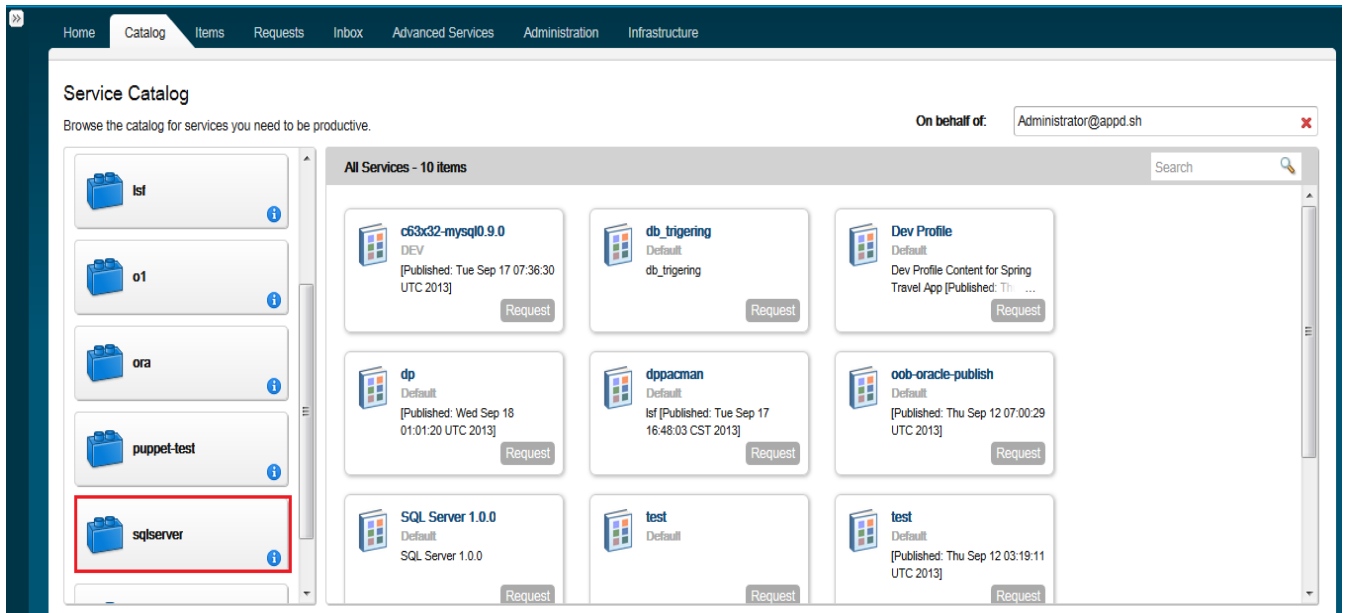 Home Catalog Items Requests Inbox Advanced Services Administration Infrastructure
Service Catalog
Browse the catalog for services you need to be productive.
On behalf of: Administrator@appd.sh
lsf
o1
ora
puppet-test
sqlserver
All Services - 10 items
Search
c63x32-mysql0.9.0
DEV
[Published: Tue Sep 17 07:36:30
UTC 2013]
Request
db_trigering
Default
db_trigering
Request
Dev Profile
Default
Dev Profile Content for Spring
Travel App [Published: Th ...
Request
dp
Default
[Published: Wed Sep 18
01:01:20 UTC 2013]
Request
dppacman
Default
lsf [Published: Tue Sep 17
16:48:03 CST 2013]
Request
oob-oracle-publish
Default
[Published: Thu Sep 12 07:00:29
UTC 2013]
Request
SQL Server 1.0.0
Default
SQL Server 1.0.0
Request
test
Default
Request
test
Default
[Published: Thu Sep 12 03:19:11
UTC 2013]
Request